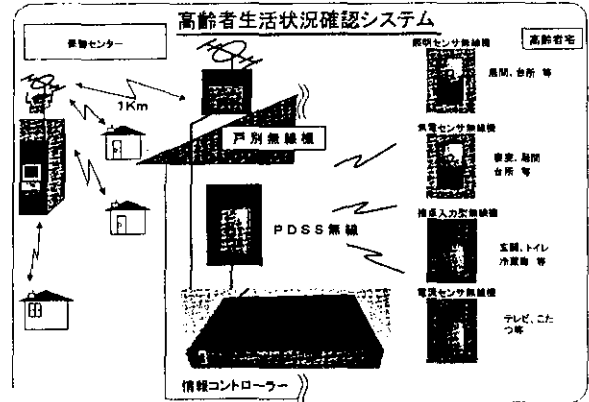 高齢者生活状況確認システム
センター
高齢者宅
1Km
戸別無線機
PDSS無線
情報コントローラー
照明センサ無線機
居間、台所 等
焦電センサ無線機
寝室、居間
台所 等
接点入力型無線機
玄関、トイレ
冷蔵庫 等
電流センサ無線機
テレビ、こた
つ等